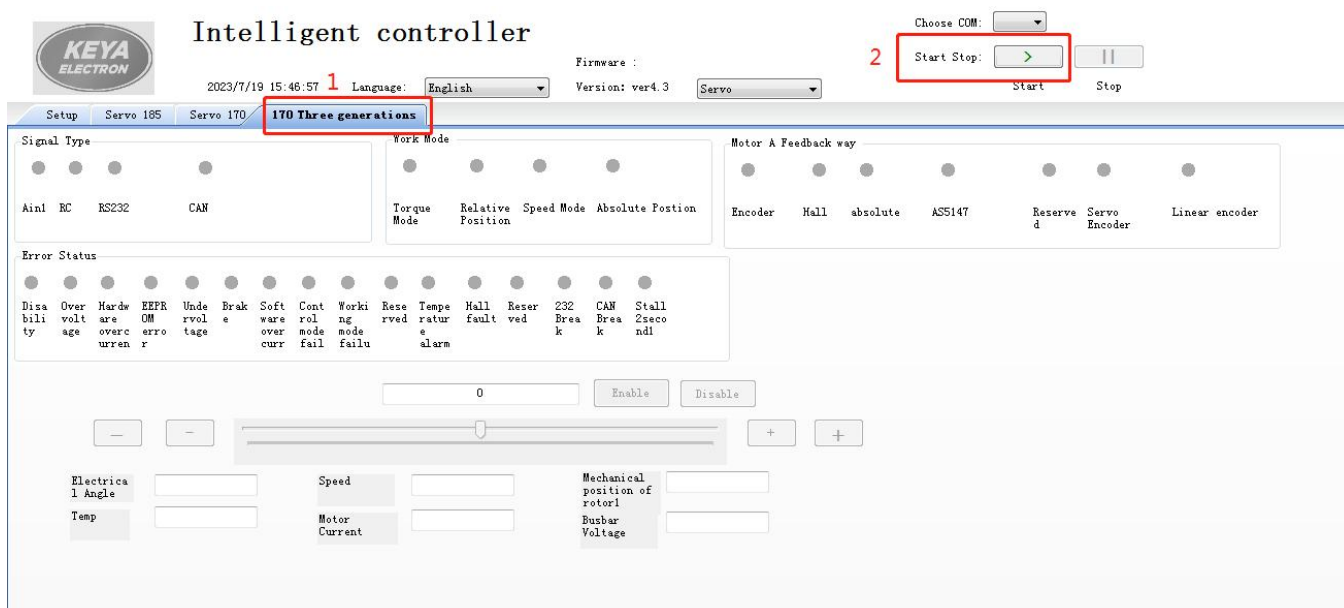 KEYA
ELECTRON
Intelligent controller
Choose COM:
2 Start Stop:
Firmware :
2023/7/19 15:46:57 1 Language: English Version: ver4.3 Servo Start Stop
Setup Servo 185 Servo 170 170 Three generations
Signal Type
Ain1 RC RS232 CAN
Work Mode
Torque Mode Relative Position Speed Mode Absolute Postion
Motor A Feedback way
Encoder Hall absolute AS5147 Reserve Servo Linear encoder
d Encoder
Error Status
Disa Over Hardw EEPR Unde Brak Soft Cont Worki Rese Tempe Hall Reser 232 CAN Stall
bili volt are OM rvol e ware rol ng rved ratur fault ved Brea Brea 2seco
ty age overc erro tage over mode mode e k k nd1
urren r curr fail failu alarm
0 Enable Disable
— - + +
Electrica Speed Mechanical
l Angle position of
rotor1
Temp Motor Busbar
Current Voltage